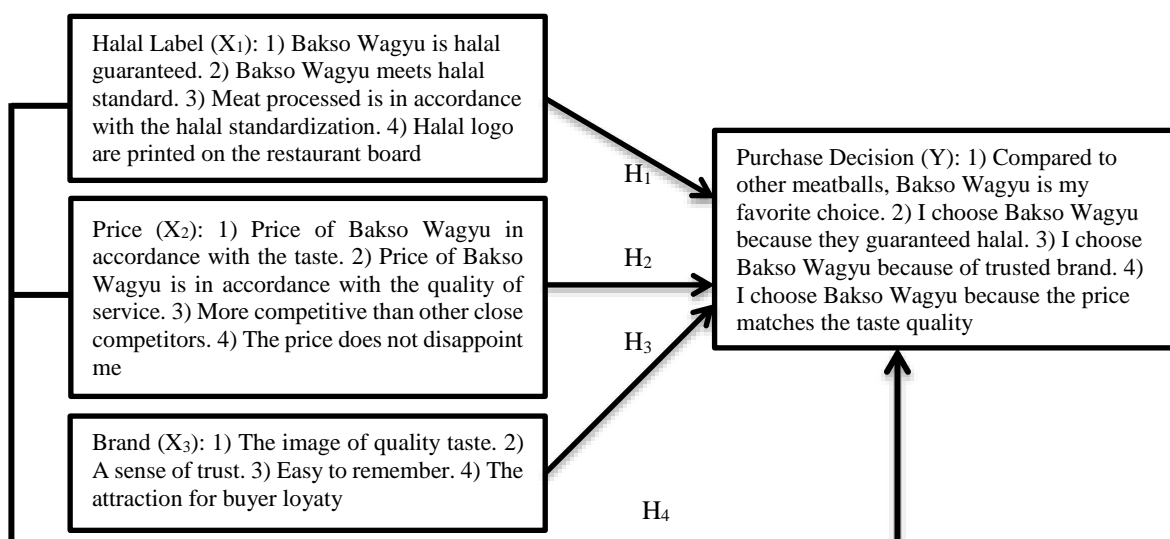 Halal Label (X₁): 1) Bakso Wagyu is halal
guaranteed. 2) Bakso Wagyu meets halal
standard. 3) Meat processed is in accordance
with the halal standardization. 4) Halal logo
are printed on the restaurant board
H₁
Price (X₂): 1) Price of Bakso Wagyu in
accordance with the taste. 2) Price of Bakso
Wagyu is in accordance with the quality of
service. 3) More competitive than other close
competitors. 4) The price does not disappoint
me
H₂
H₃
Brand (X₃): 1) The image of quality taste. 2)
A sense of trust. 3) Easy to remember. 4) The
attraction for buyer loyaty
H₄
Purchase Decision (Y): 1) Compared to
other meatballs, Bakso Wagyu is my
favorite choice. 2) I choose Bakso Wagyu
because they guaranteed halal. 3) I choose
Bakso Wagyu because of trusted brand. 4)
I choose Bakso Wagyu because the price
matches the taste quality